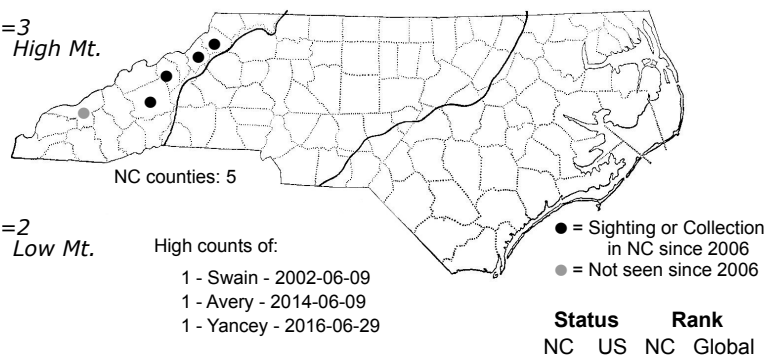 =3
High Mt.
NC counties: 5
=2
Low Mt.
High counts of:
1 - Swain - 2002-06-09
1 - Avery - 2014-06-09
1 - Yancey - 2016-06-29
● = Sighting or Collection
in NC since 2006
● = Not seen since 2006
Status Rank
NC US NC Global